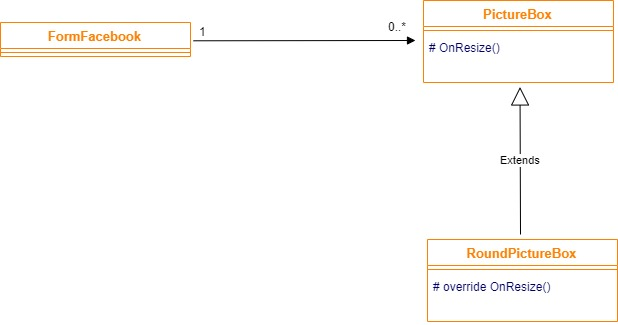 PictureBox
FormFacebook
1
0..*
# OnResize()
Extends
RoundPictureBox
# override OnResize()